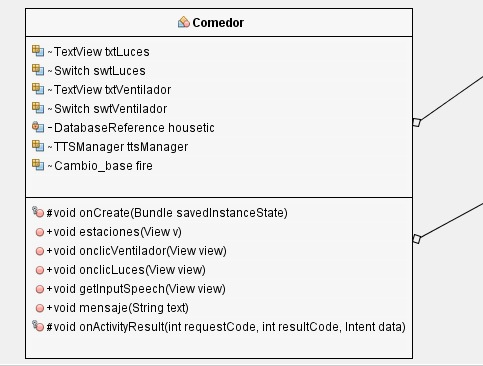 Comedor
~TextView txtLuces
~Switch swtLuces
~TextView txtVentilador
~Switch swtVentilador
-DatabaseReference housetic
~TTSManager ttsManager
~Cambio_base fire
#void onCreate(Bundle savedInstanceState)
+void estaciones(View v)
+void onclicVentilador(View view)
+void onclicLuces(View view)
+void getInputSpeech(View view)
+void mensaje(String text)
#void onActivityResult(int requestCode, int resultCode, Intent data)